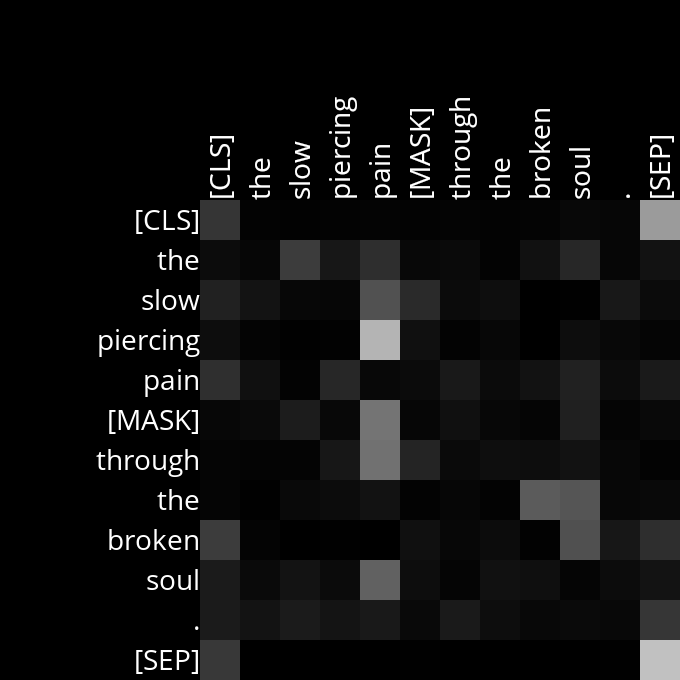 [CLS] the slow piercing pain [MASK] through the broken soul . [SEP]
[CLS]
the
slow
piercing
pain
[MASK]
through
the
broken
soul
.
[SEP]